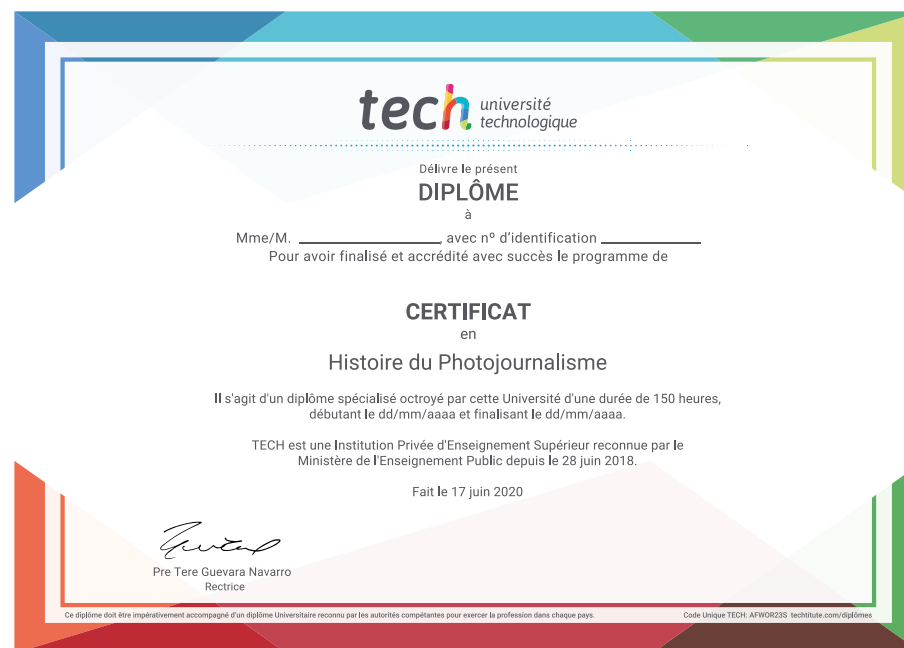 tech université
technologique
Délivre le présent
DIPLÔME
à
Mme/M. ____________, avec nº d'identification ____________
Pour avoir finalisé et accrédité avec succès le programme de
CERTIFICAT
en
Histoire du Photojournalisme
Il s'agit d'un diplôme spécialisé octroyé par cette Université d'une durée de 150 heures,
débutant le dd/mm/aaaa et finalisant le dd/mm/aaaa.
TECH est une Institution Privée d'Enseignement Supérieur reconnue par le
Ministère de l'Enseignement Public depuis le 28 juin 2018.
Fait le 17 juin 2020
Pre Tere Guevara Navarro
Rectrice
Ce diplôme doit être impérativement accompagné d'un diplôme Universitaire reconnu par les autorités compétentes pour exercer la profession dans chaque pays.
Code Unique TECH: AFWOR23S techtitute.com/diplômes